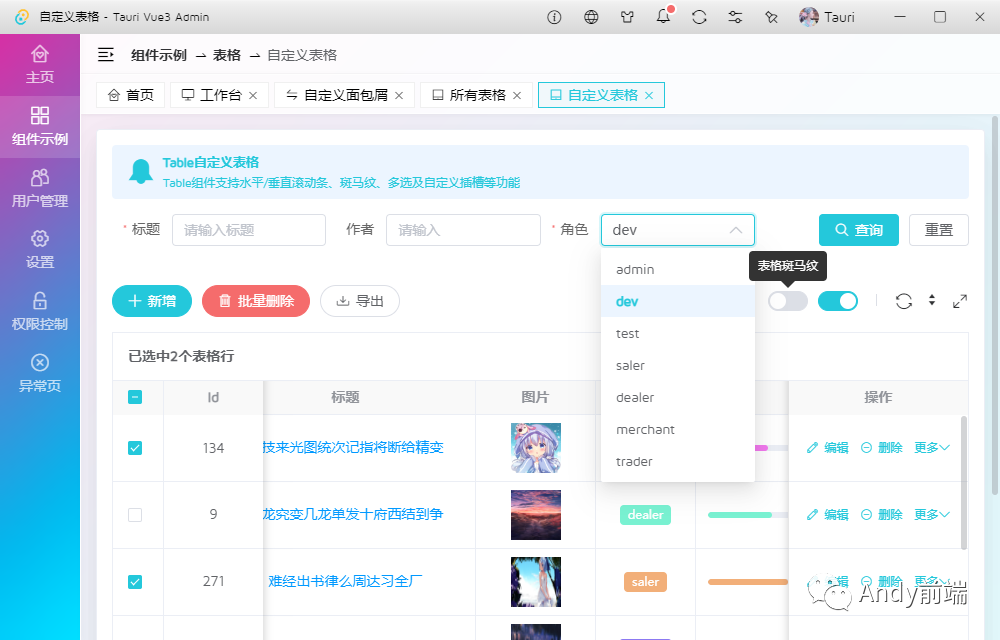 自定义表格 - Tauri Vue3 Admin
Tauri
主页
组件示例
用户管理
设置
权限控制
异常页
组件示例 → 表格 → 自定义表格
首页 工作台 自定义面包屑 所有表格 自定义表格
Table自定义表格
Table组件支持水平/垂直滚动条、斑马纹、多选及自定义插槽等功能
* 标题 请输入标题 作者 请输入 * 角色 dev 查询 重置
admin
dev
test
saler
dealer
merchant
trader
表格斑马纹
新增 批量删除 导出
已选中2个表格行
Id 标题 图片 操作
134 技来光图统次记指将断给精变 编辑 删除 更多
9 龙究变几龙单发十府西结到争 dealer 编辑 删除 更多
271 难经出书律么周达习全厂 saler 编辑 删除 更多
Andy前端